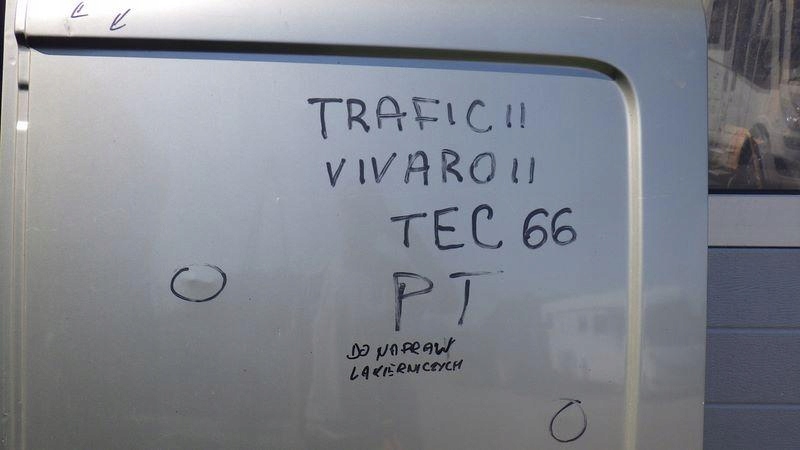 TRAFIC II
VIVARO II
TEC 66
PT
DO NAPRAW
LAKIERNICZYCH